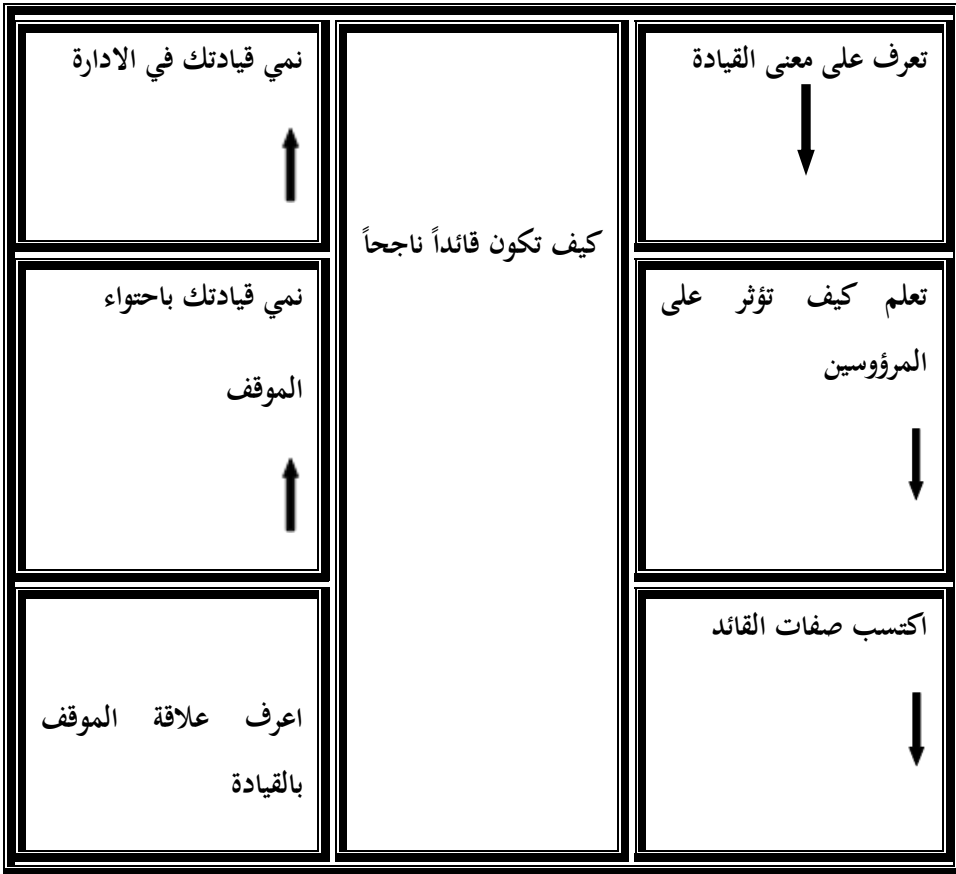 تعرف على معنى القيادة
تعلم كيف تؤثر على
المرؤوسين
اكتسب صفات القائد
كيف تكون قائداً ناجحاً
نمي قيادتك في الادارة
نمي قيادتك باحتواء
الموقف
اعرف علاقة الموقف
بالقيادة